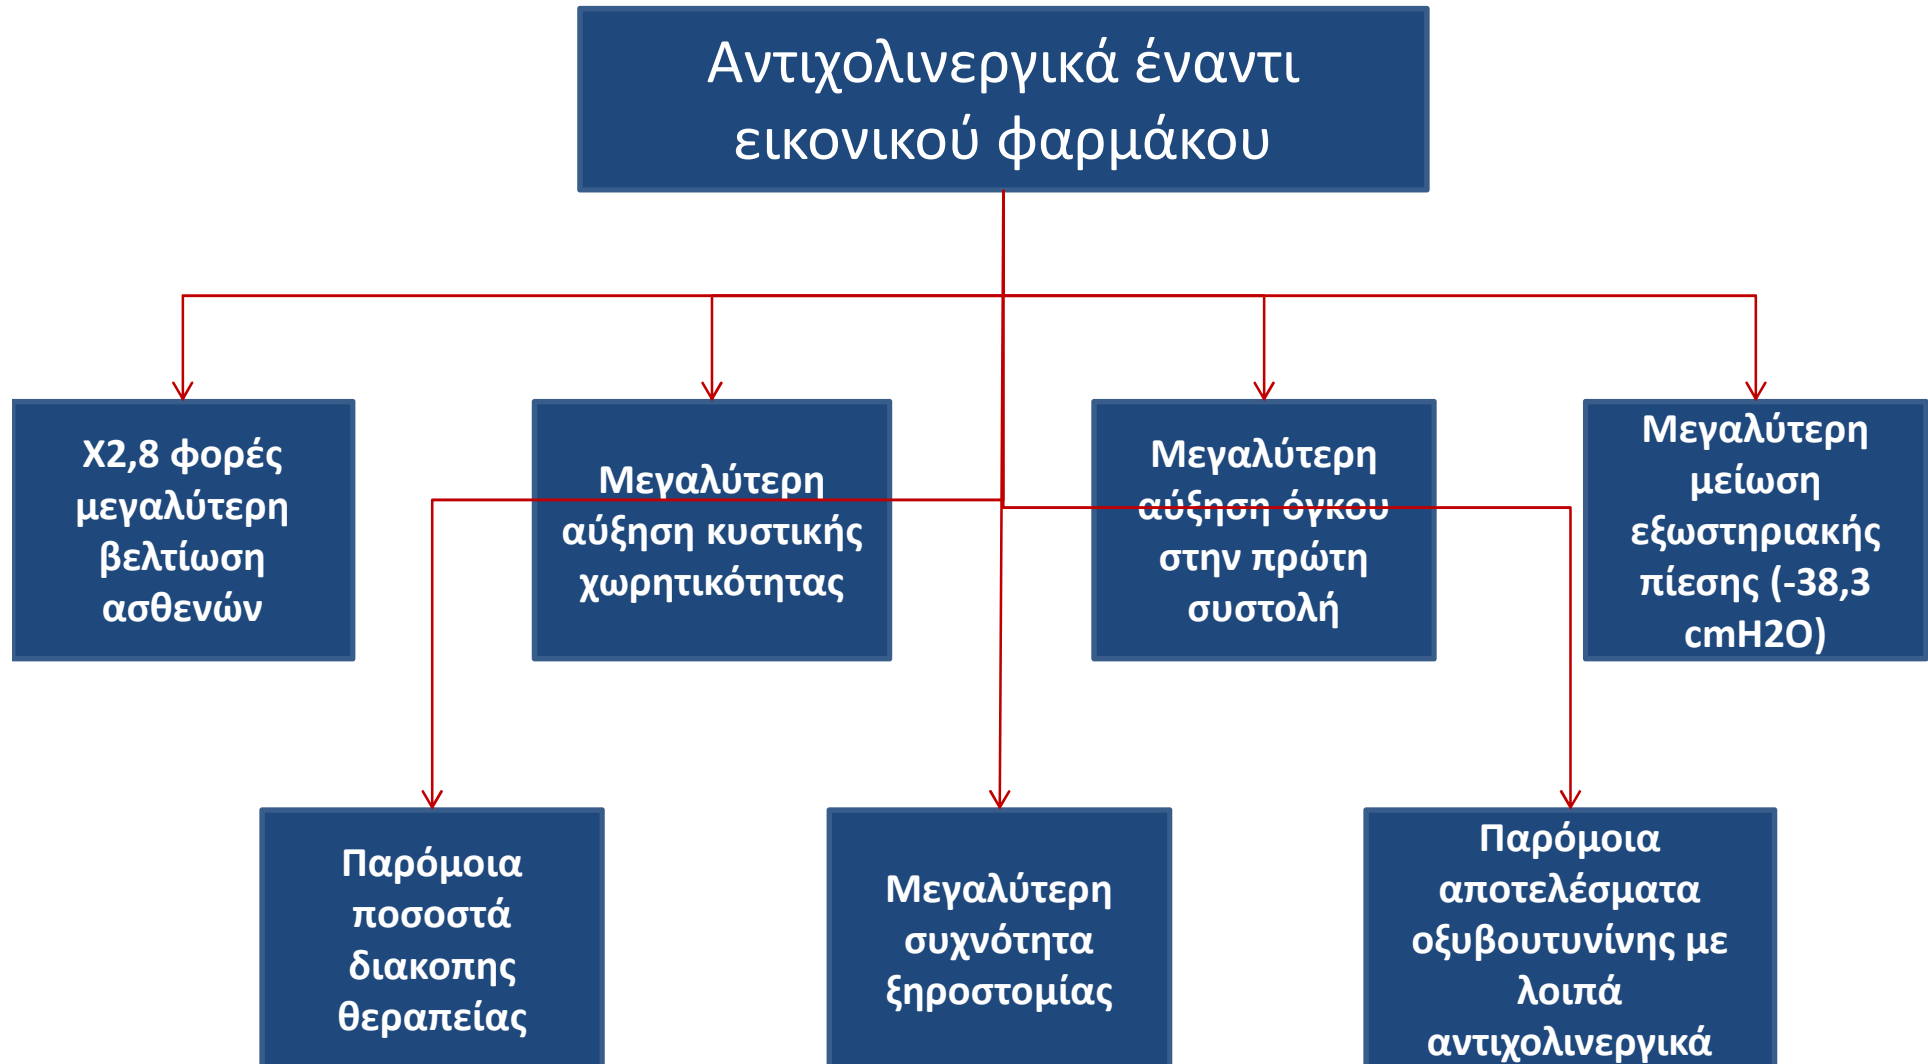 Αντιχολινεργικά έναντι
εικονικού φαρμάκου
Χ2,8 φορές
μεγαλύτερη
βελτίωση
ασθενών
Μεγαλύτερη
αύξηση κυστικής
χωρητικότητας
Μεγαλύτερη
αύξηση όγκου
στην πρώτη
συστολή
Μεγαλύτερη
μείωση
εξωστηριακής
πίεσης (-38,3
cmH2O)
Παρόμοια
ποσοστά
διακοπης
θεραπείας
Μεγαλύτερη
συχνότητα
ξηροστομίας
Παρόμοια
αποτελέσματα
οξυβουτυνίνης με
λοιπά
αντιχολινεργικά